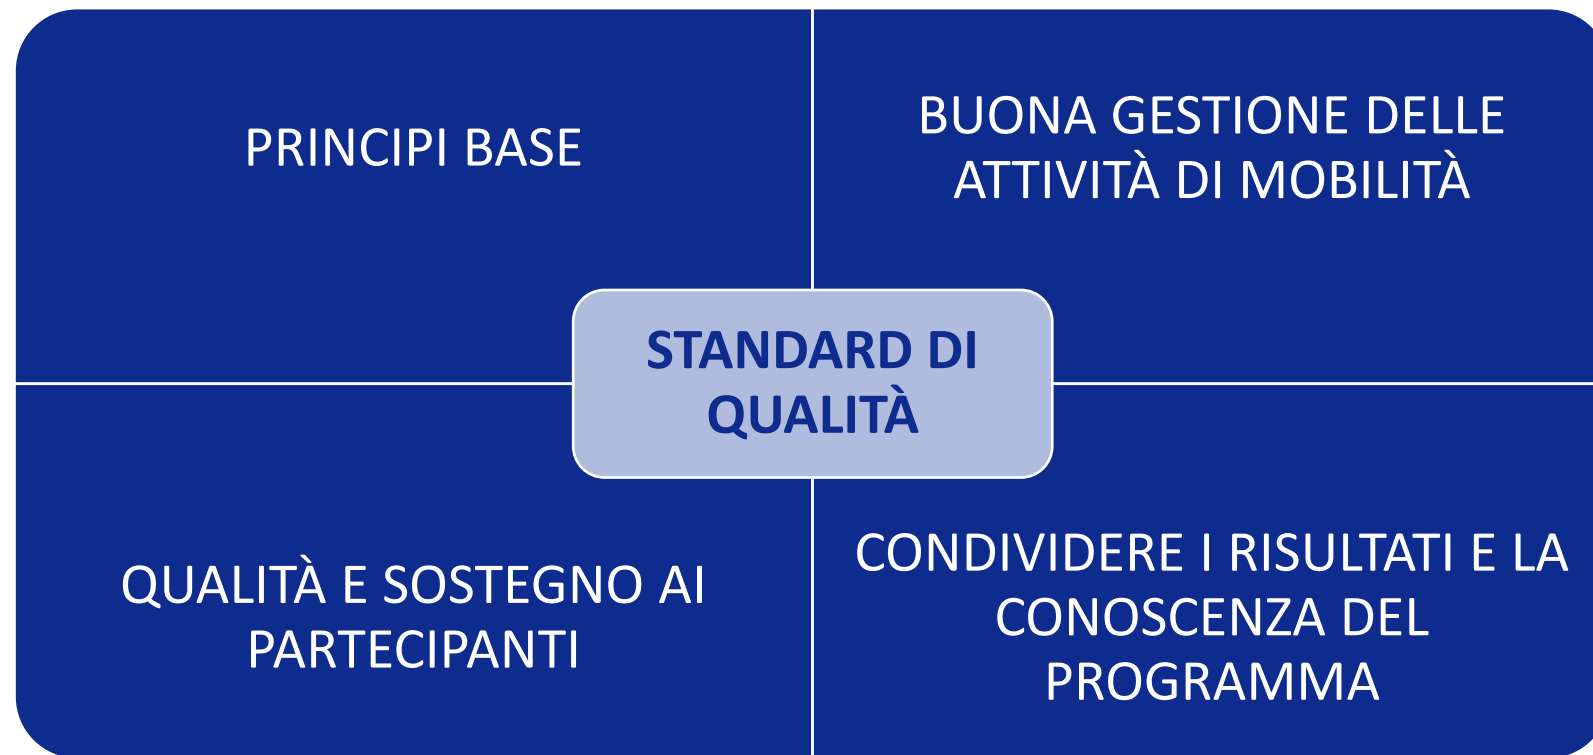 PRINCIPI BASE
BUONA GESTIONE DELLE
ATTIVITÀ DI MOBILITÀ
STANDARD DI
QUALITÀ
QUALITÀ E SOSTEGNO AI
PARTECIPANTI
CONDIVIDERE I RISULTATI E LA
CONOSCENZA DEL
PROGRAMMA